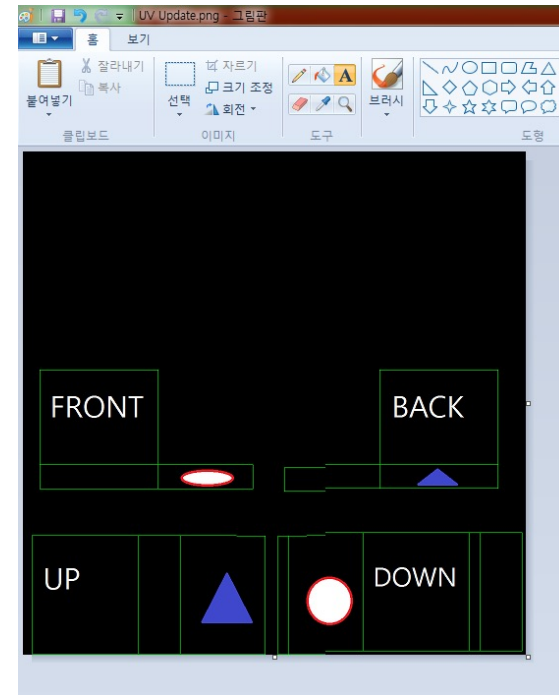 UV Update.png - 그림판
홈 보기
붙여넣기
잘라내기
복사
클립보드
선택
자르기
크기 조정
회전
이미지
A
도구
브러시
도형
FRONT
BACK
UP
DOWN